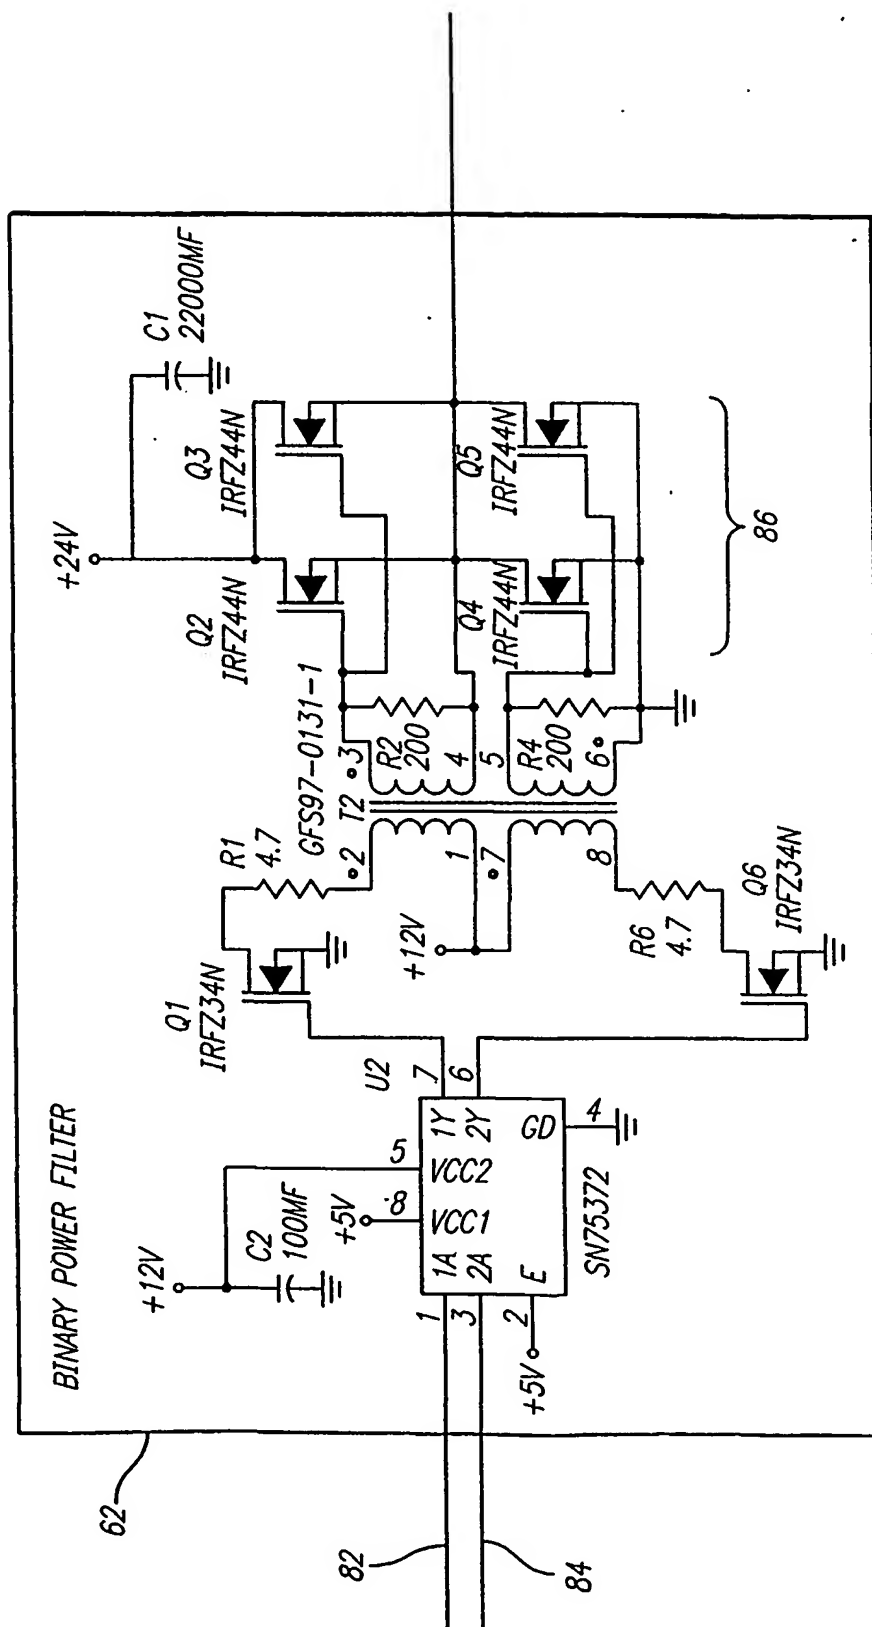 BINARY POWER FILTER
62
82
84
+12V
C2
100MF
+5V
8
5
VCC1
VCC2
1A
2A
E
1Y
2Y
GD
1
3
2
+5V
7
6
4
U2
SN75372
Q1
IRFZ34N
R1
4.7
+12V
R6
4.7
Q6
IRFZ34N
GFS97-0131-1
T2
2
1
7
8
3
4
5
6
R2
200
R4
200
+24V
C1
22000MF
Q2
IRFZ44N
Q3
IRFZ44N
Q4
IRFZ44N
Q5
IRFZ44N
86